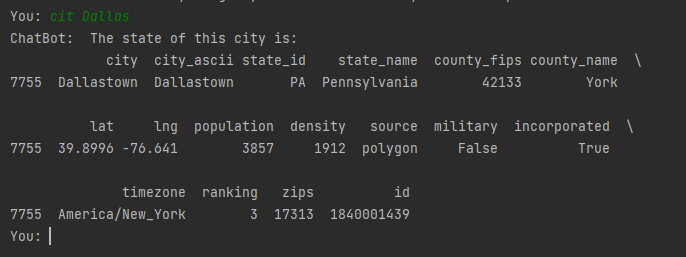 You: cit Dallas
ChatBot:  The state of this city is:
            city  city_ascii state_id    state_name  county_fips county_name  \
7755  Dallastown  Dallastown       PA  Pennsylvania        42133        York

          lat     lng  population  density   source  military  incorporated  \
7755  39.8996 -76.641        3857     1912  polygon     False          True

              timezone  ranking   zips          id
7755  America/New_York        3  17313  1840001439
You: